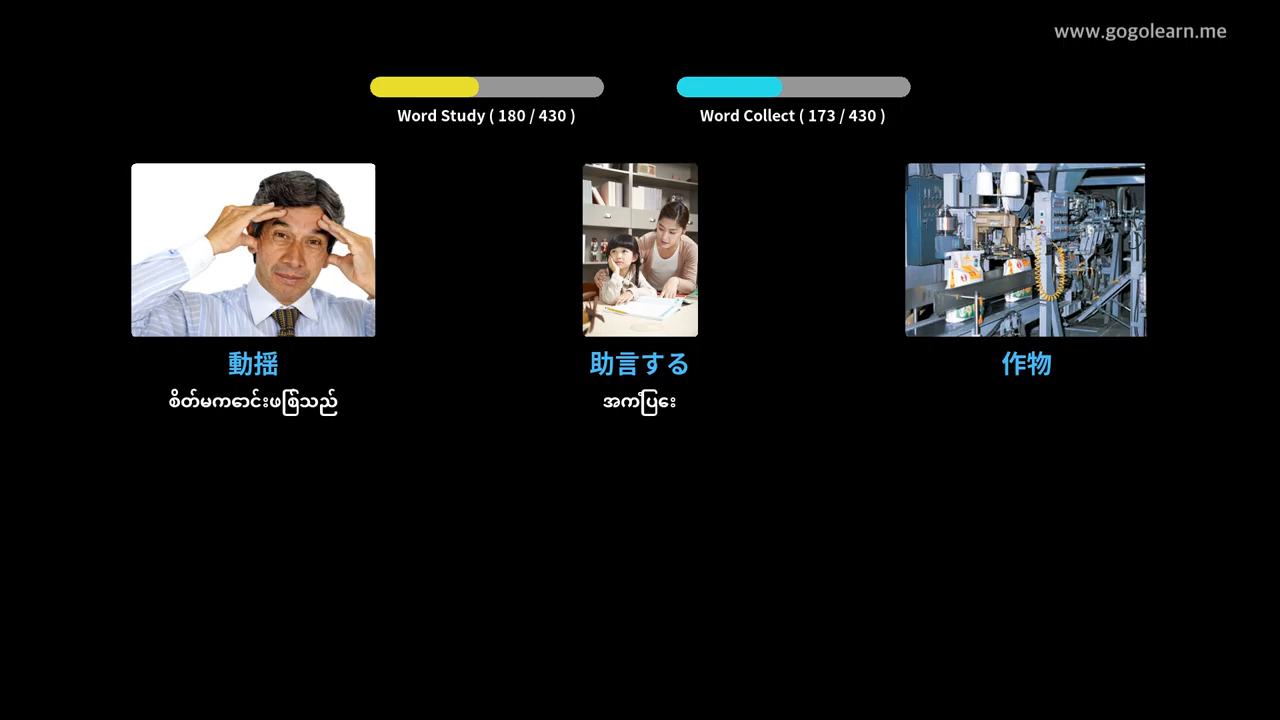 www.gogolearn.me
Word Study ( 180 / 430 )
Word Collect ( 173 / 430 )
動揺
助言する
作物
စိတ်မကောင်းဖြစ်သည်
အကံပြေး